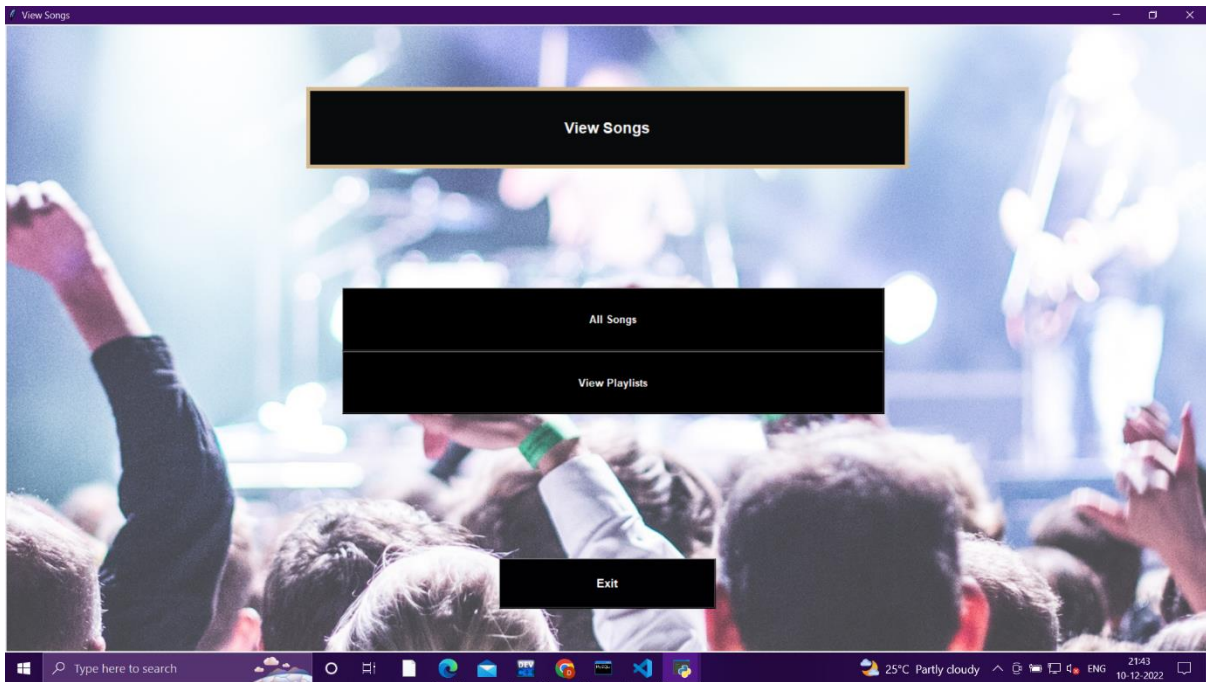 View Songs
View Songs
All Songs
View Playlists
Exit
Type here to search
DEV
25°C Partly cloudy
ENG
21:43
10-12-2022